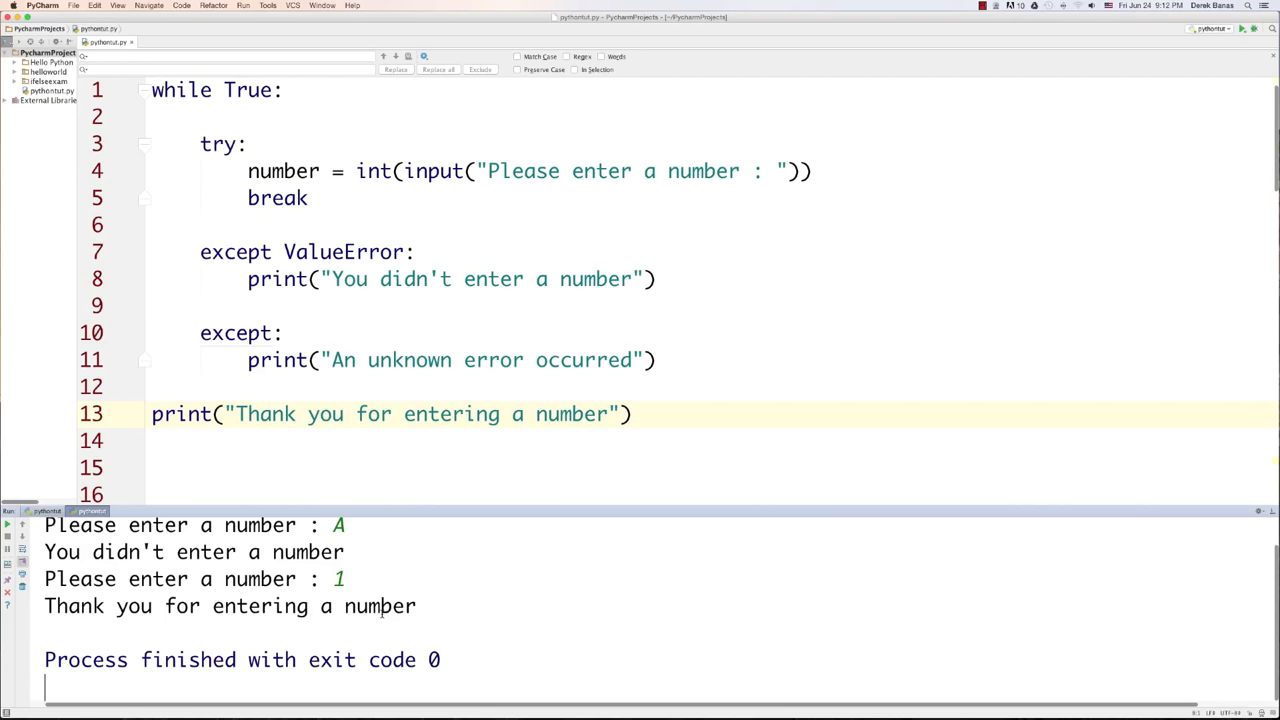 PyCharm File Edit View Navigate Code Refactor Run Tools VCS Window Help
Fri Jun 24 9:12 PM Derek Banas
pythontut.py - PycharmProjects - [~/PycharmProjects]
PycharmProjects pythontut.py
pythontut
pythontut.py ×
PycharmProject
Hello Python
helloworld
ifelseexam
pythontut.py
External Librarie
Match Case Regex Words
Replace Replace all Exclude Preserve Case In Selection
1 while True:
2
3 try:
4 number = int(input("Please enter a number : "))
5 break
6
7 except ValueError:
8 print("You didn't enter a number")
9
10 except:
11 print("An unknown error occurred")
12
13 print("Thank you for entering a number")
14
15
16
Run: pythontut pythontut
Please enter a number : A
You didn't enter a number
Please enter a number : 1
Thank you for entering a number
Process finished with exit code 0
8:1 LF÷ UTF-8÷